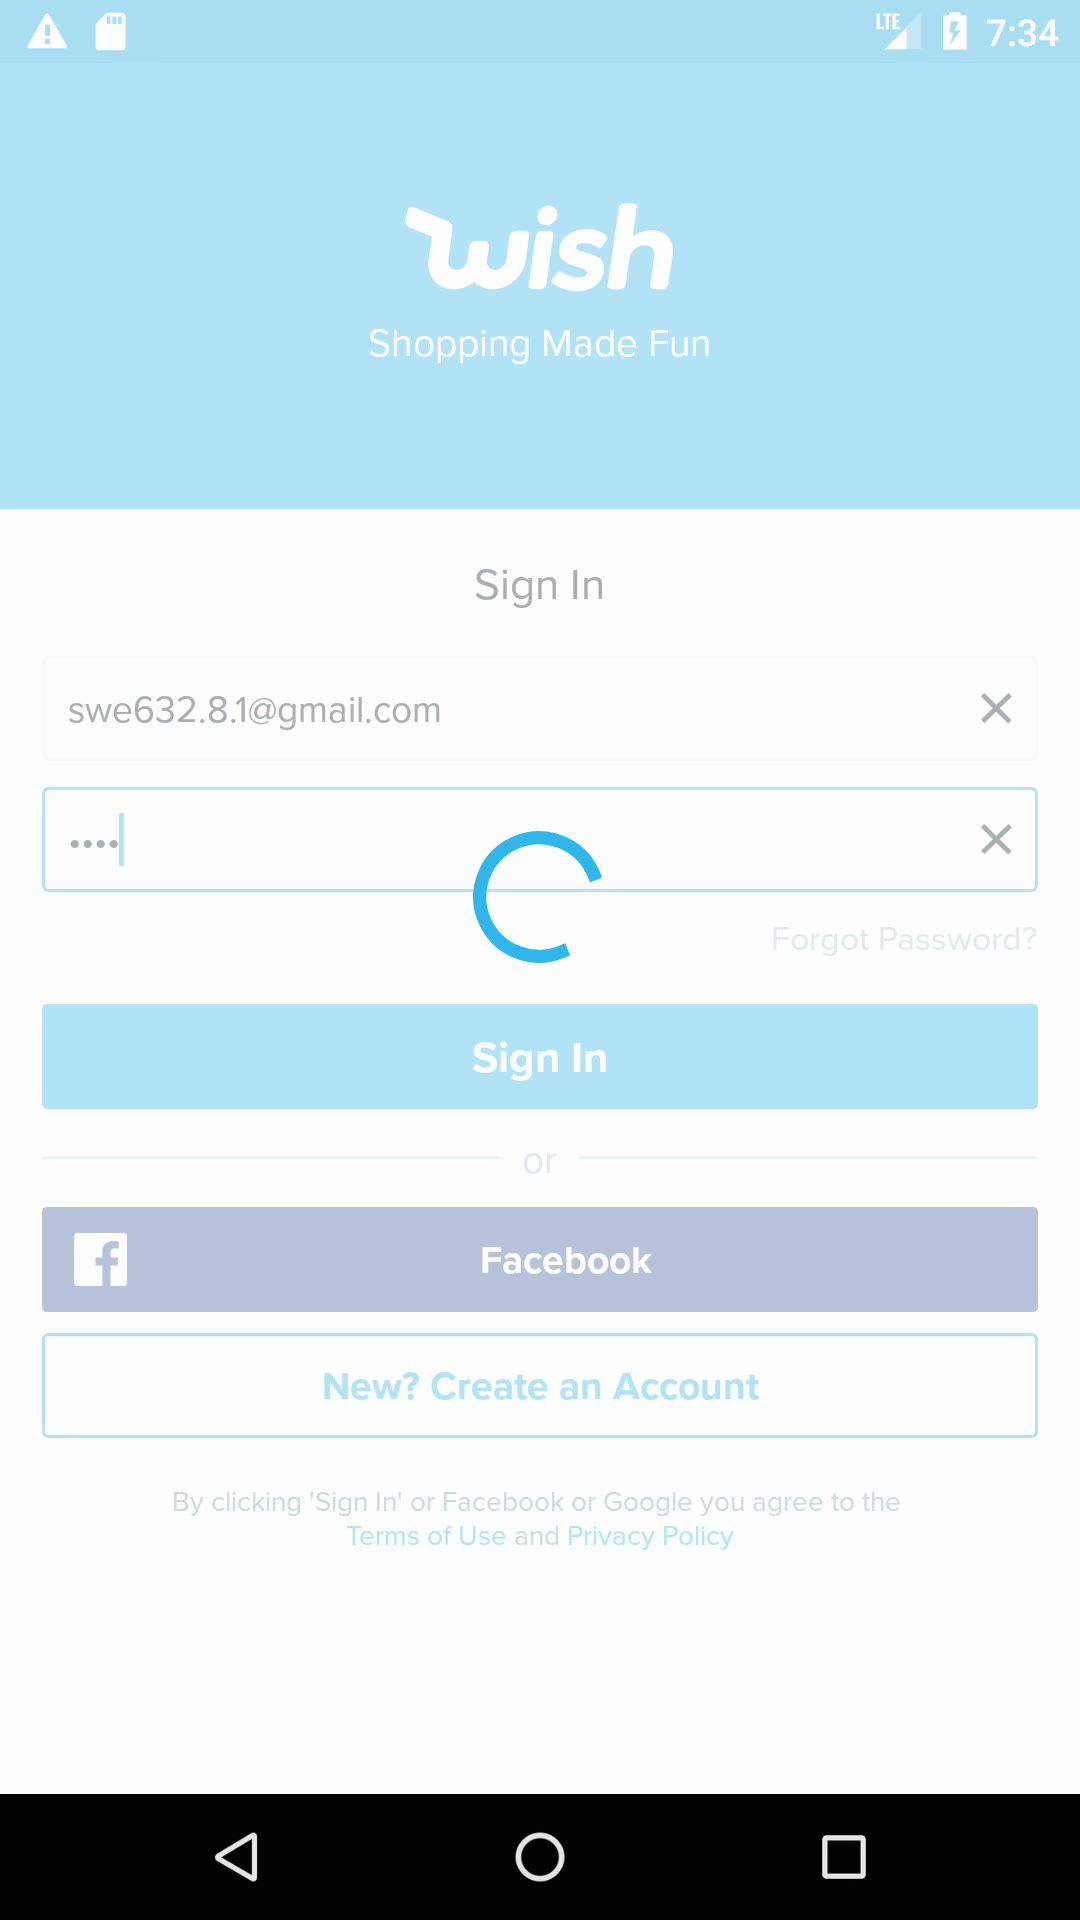 LTE 7:34
wish
Shopping Made Fun
Sign In
swe632.8.1@gmail.com
••••
Forgot Password?
Sign In
or
Facebook
New? Create an Account
By clicking 'Sign In' or Facebook or Google you agree to the
Terms of Use and Privacy Policy